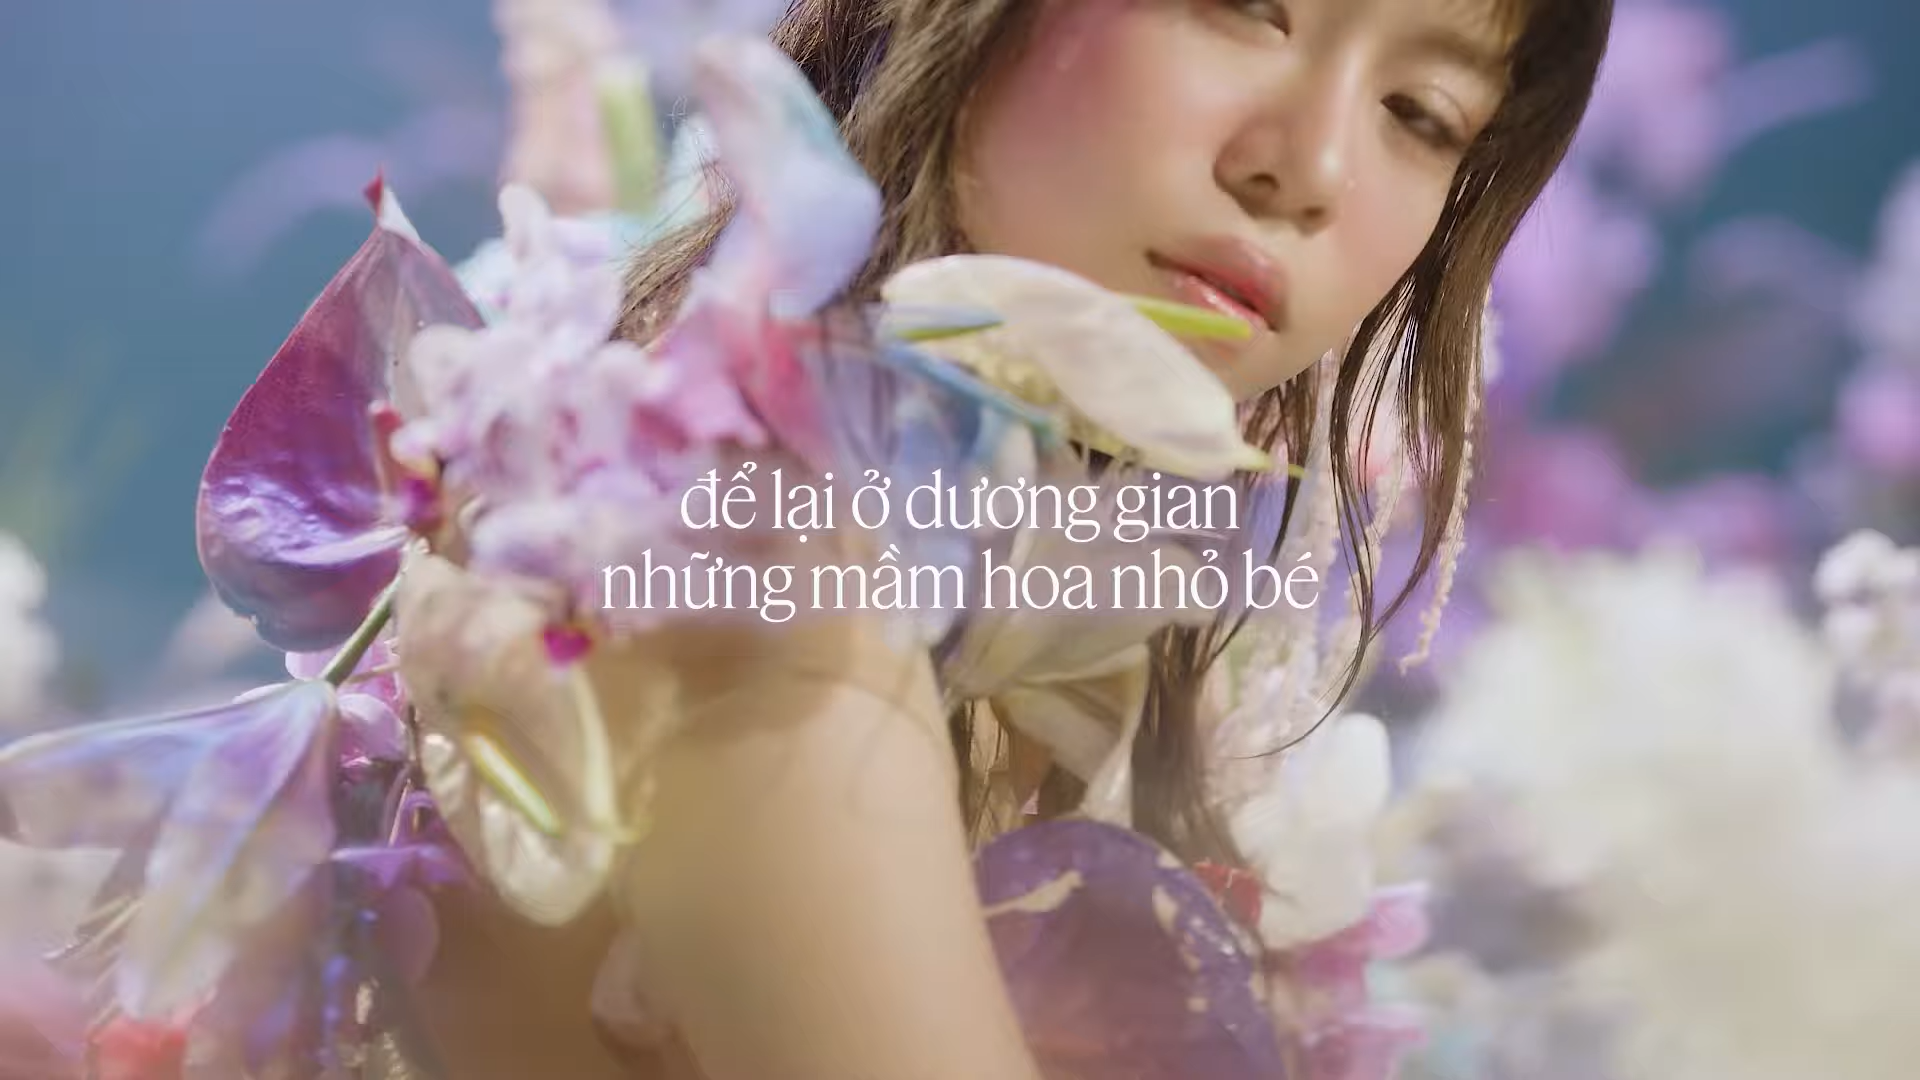 để lại ở dương gian
những mầm hoa nhỏ bé